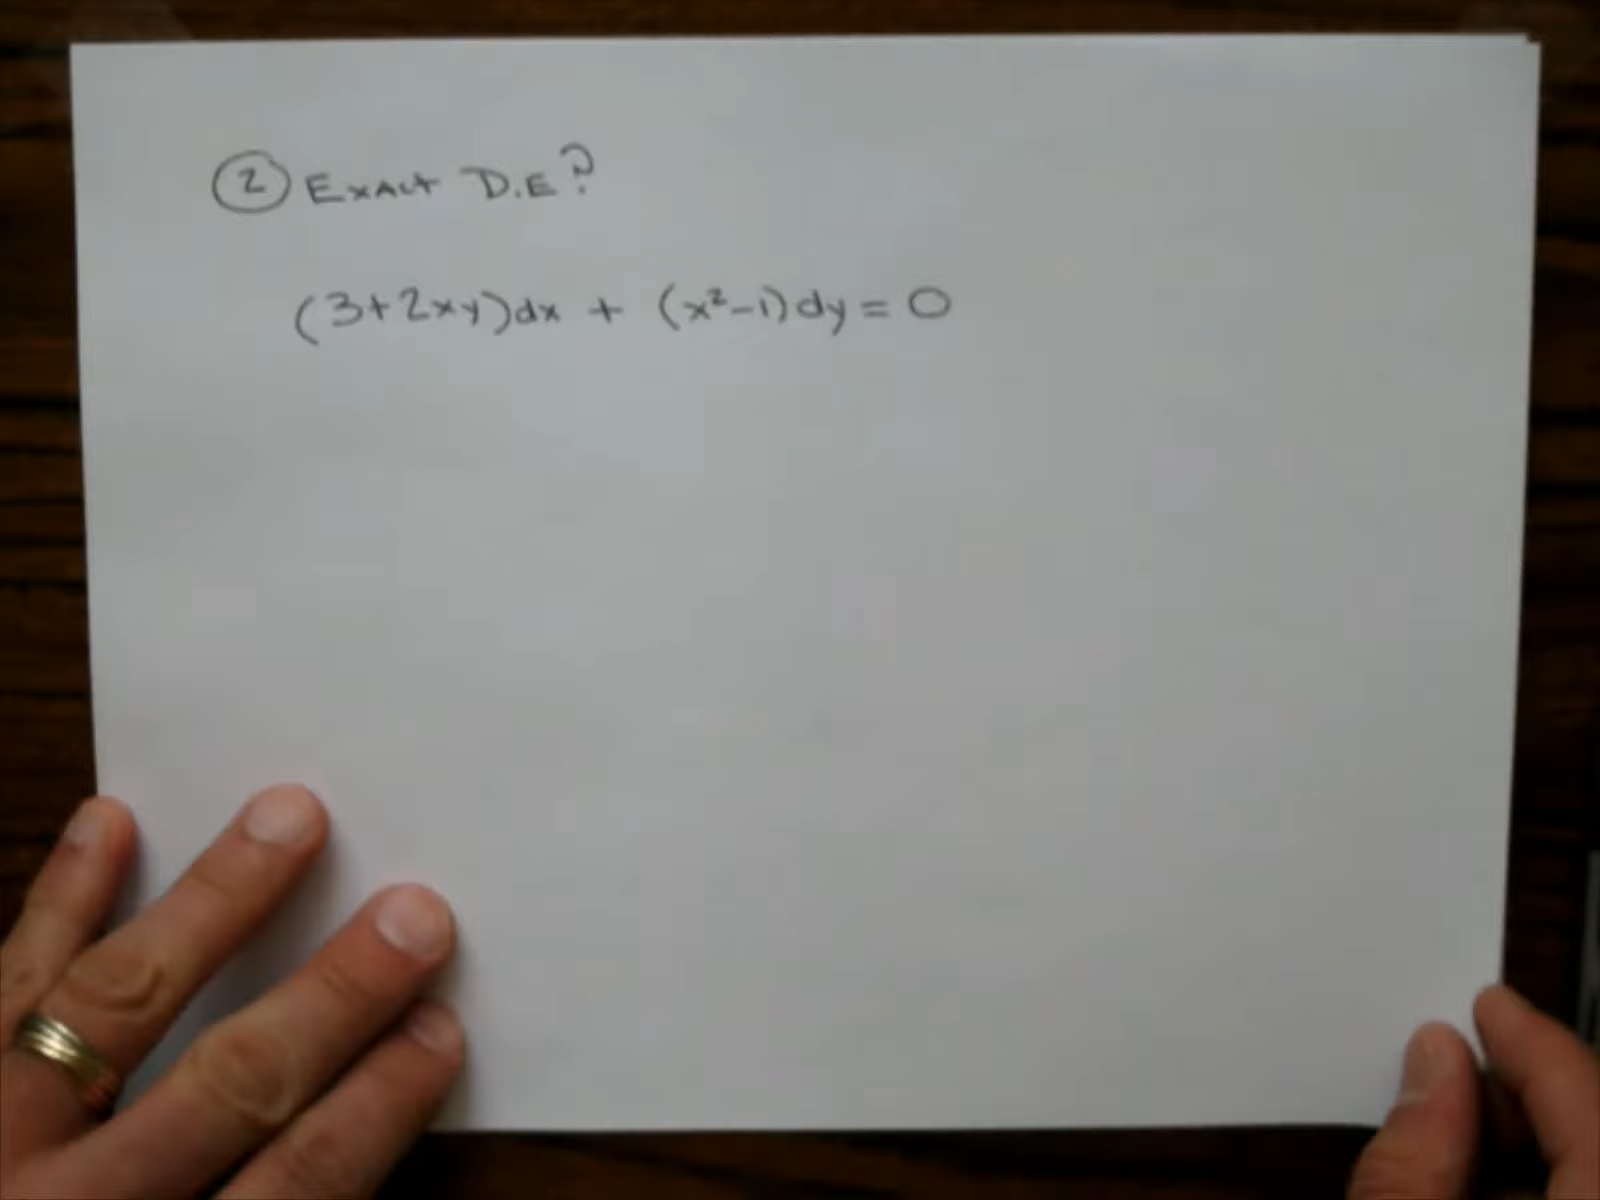 ② Exact D.E?
(3+2xy)dx + (x²-1)dy = 0